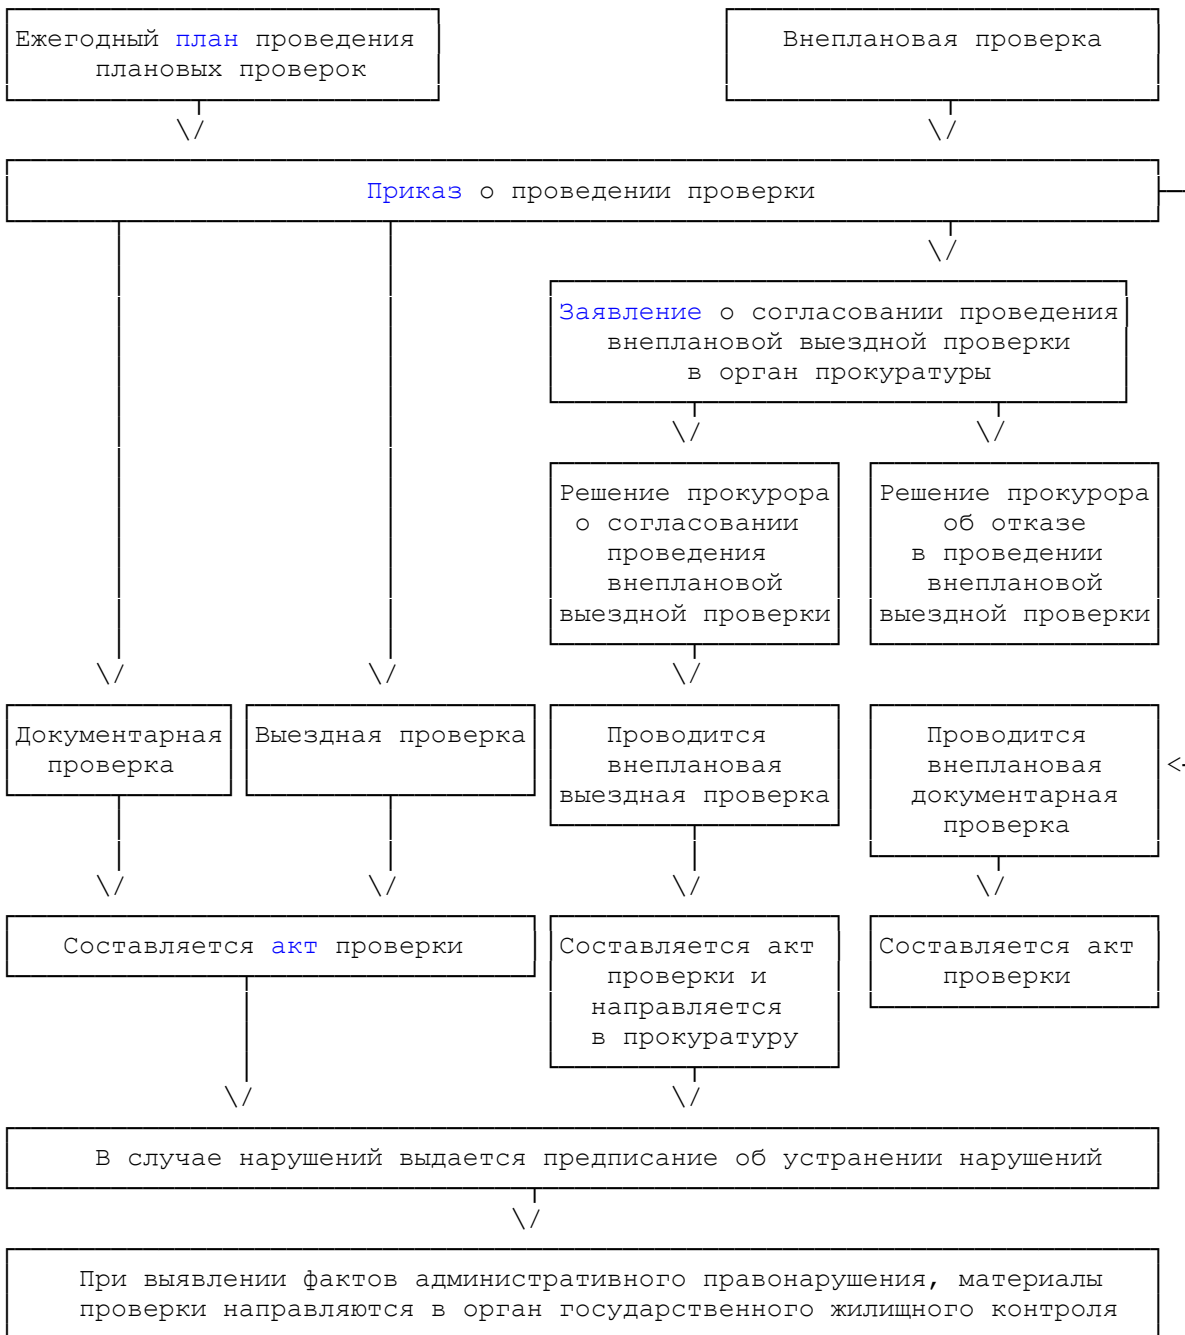 Ежегодный план проведения
плановых проверок
Внеплановая проверка
Приказ о проведении проверки
Заявление о согласовании проведения
внеплановой выездной проверки
в орган прокуратуры
Решение прокурора
о согласовании
проведения
внеплановой
выездной проверки
Решение прокурора
об отказе
в проведении
внеплановой
выездной проверки
Документарная
проверка
Выездная проверка
Проводится
внеплановая
выездная проверка
Проводится
внеплановая
документарная
проверка
Составляется акт проверки
Составляется акт
проверки и
направляется
в прокуратуру
Составляется акт
проверки
В случае нарушений выдается предписание об устранении нарушений
При выявлении фактов административного правонарушения, материалы
проверки направляются в орган государственного жилищного контроля